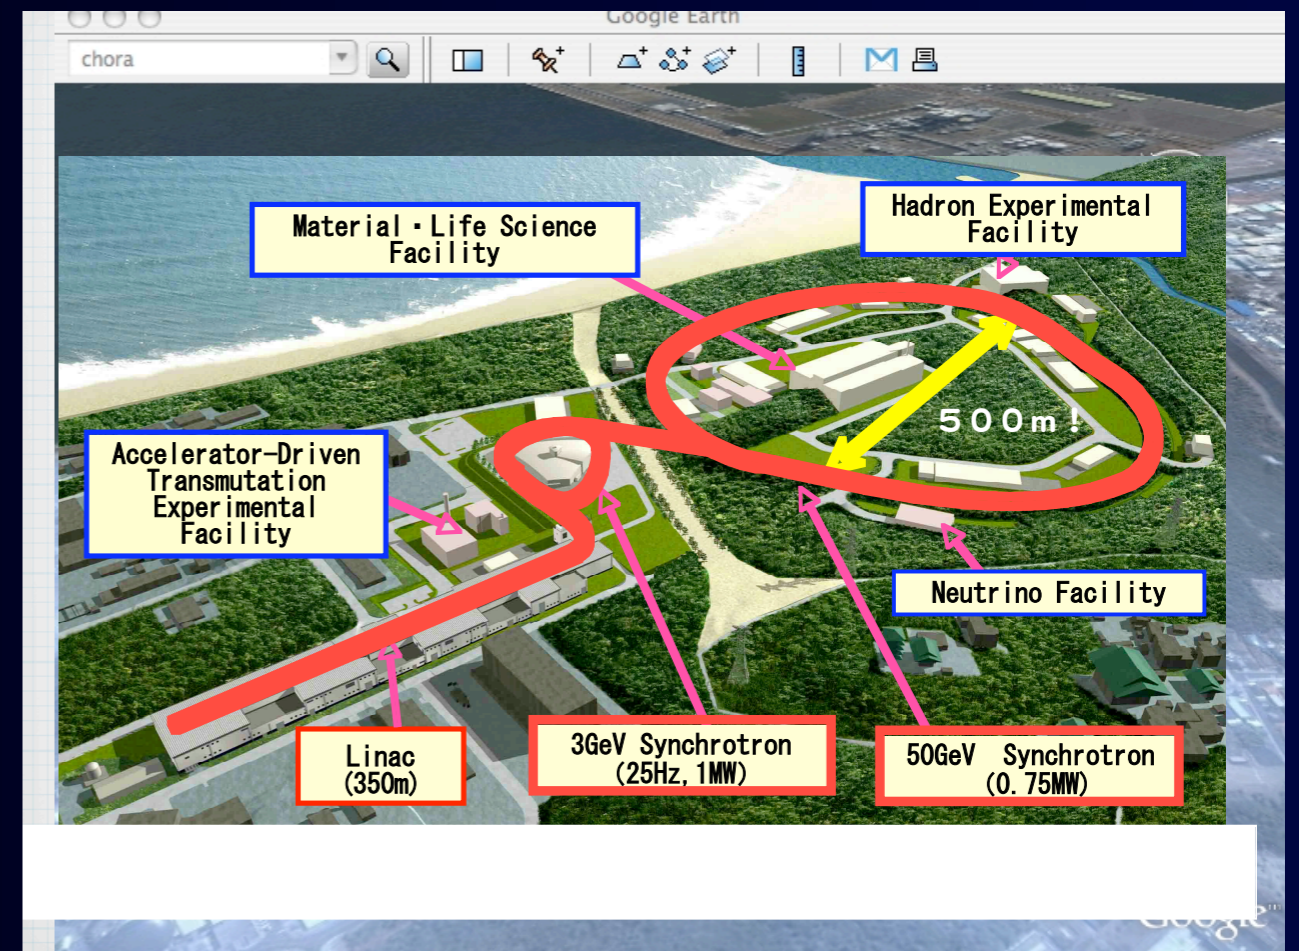 Google Earth
chora
Material・Life Science
Facility
Hadron Experimental
Facility
500m!
Accelerator-Driven
Transmutation
Experimental
Facility
Neutrino Facility
Linac
(350m)
3GeV Synchrotron
(25Hz,1MW)
50GeV Synchrotron
(0.75MW)
Google™